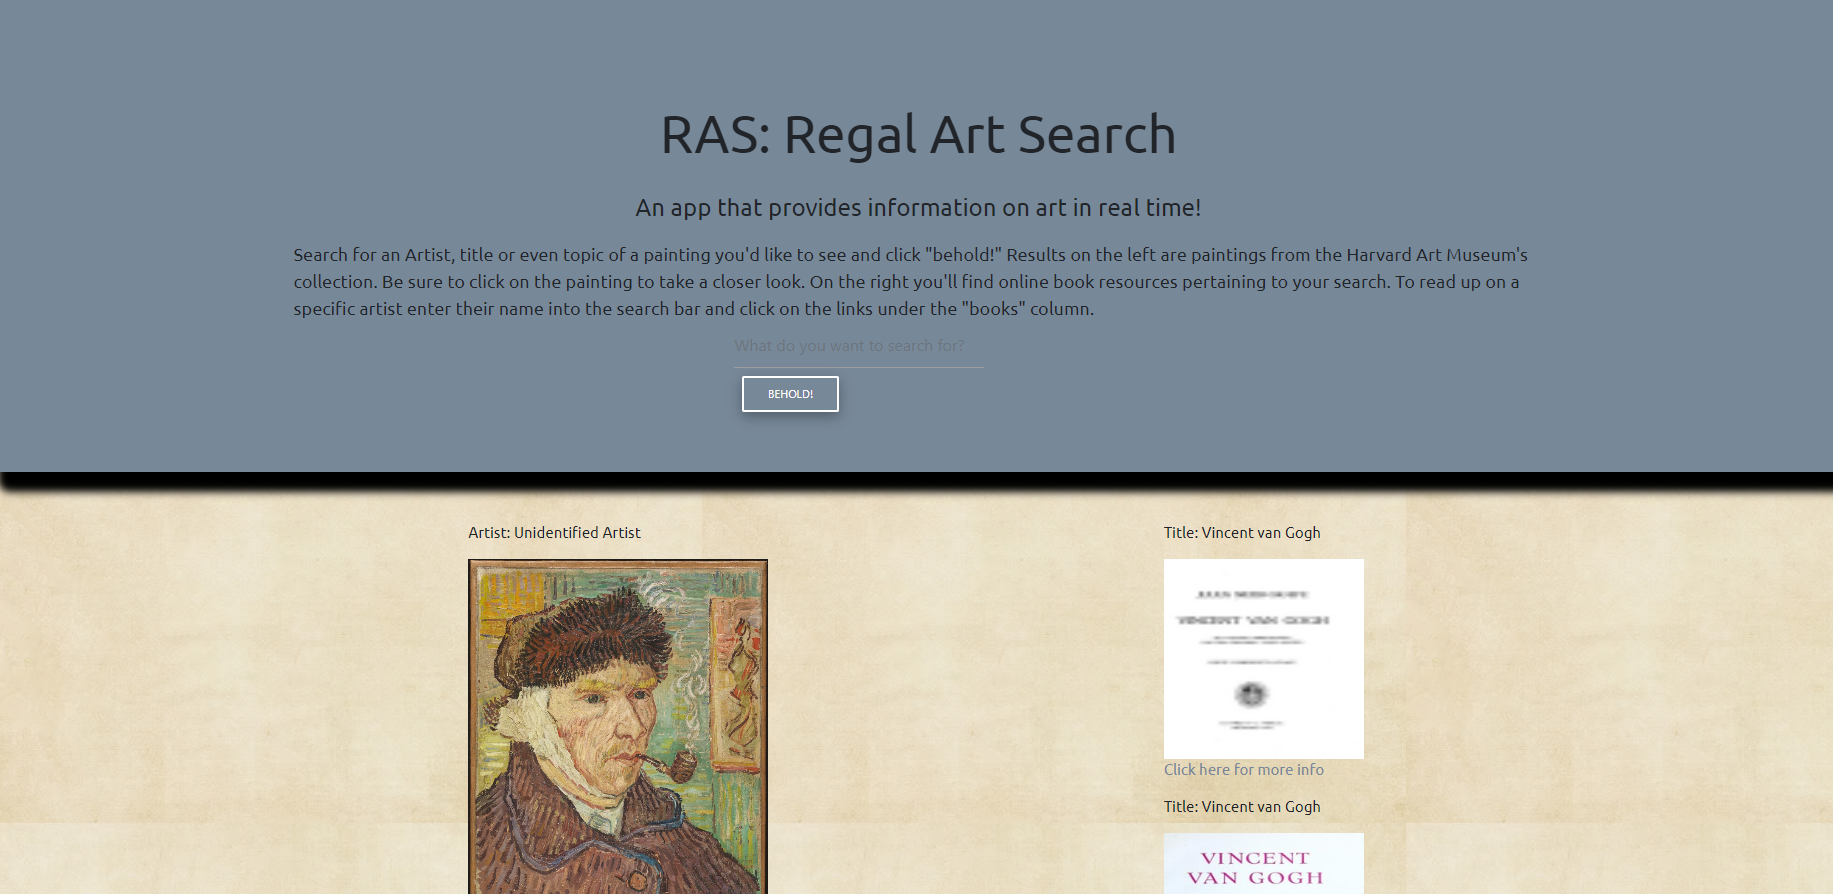 RAS: Regal Art Search
An app that provides information on art in real time!
Search for an Artist, title or even topic of a painting you'd like to see and click "behold!" Results on the left are paintings from the Harvard Art Museum's
collection. Be sure to click on the painting to take a closer look. On the right you'll find online book resources pertaining to your search. To read up on a
specific artist enter their name into the search bar and click on the links under the "books" column.
What do you want to search for?
BEHOLD!
Artist: Unidentified Artist
Title: Vincent van Gogh
VINCENT VAN GOGH
Click here for more info
Title: Vincent van Gogh
VINCENT
VAN GOGH